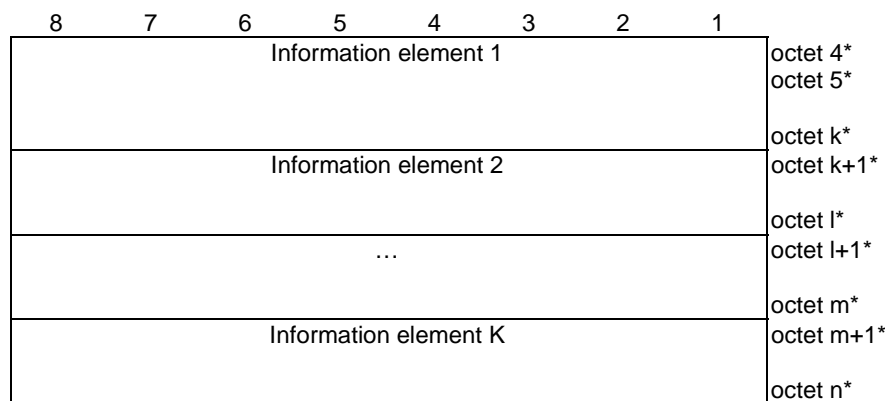 8 7 6 5 4 3 2 1
Information element 1 octet 4*
octet 5*
octet k*
Information element 2 octet k+1*
octet l*
… octet l+1*
octet m*
Information element K octet m+1*
octet n*